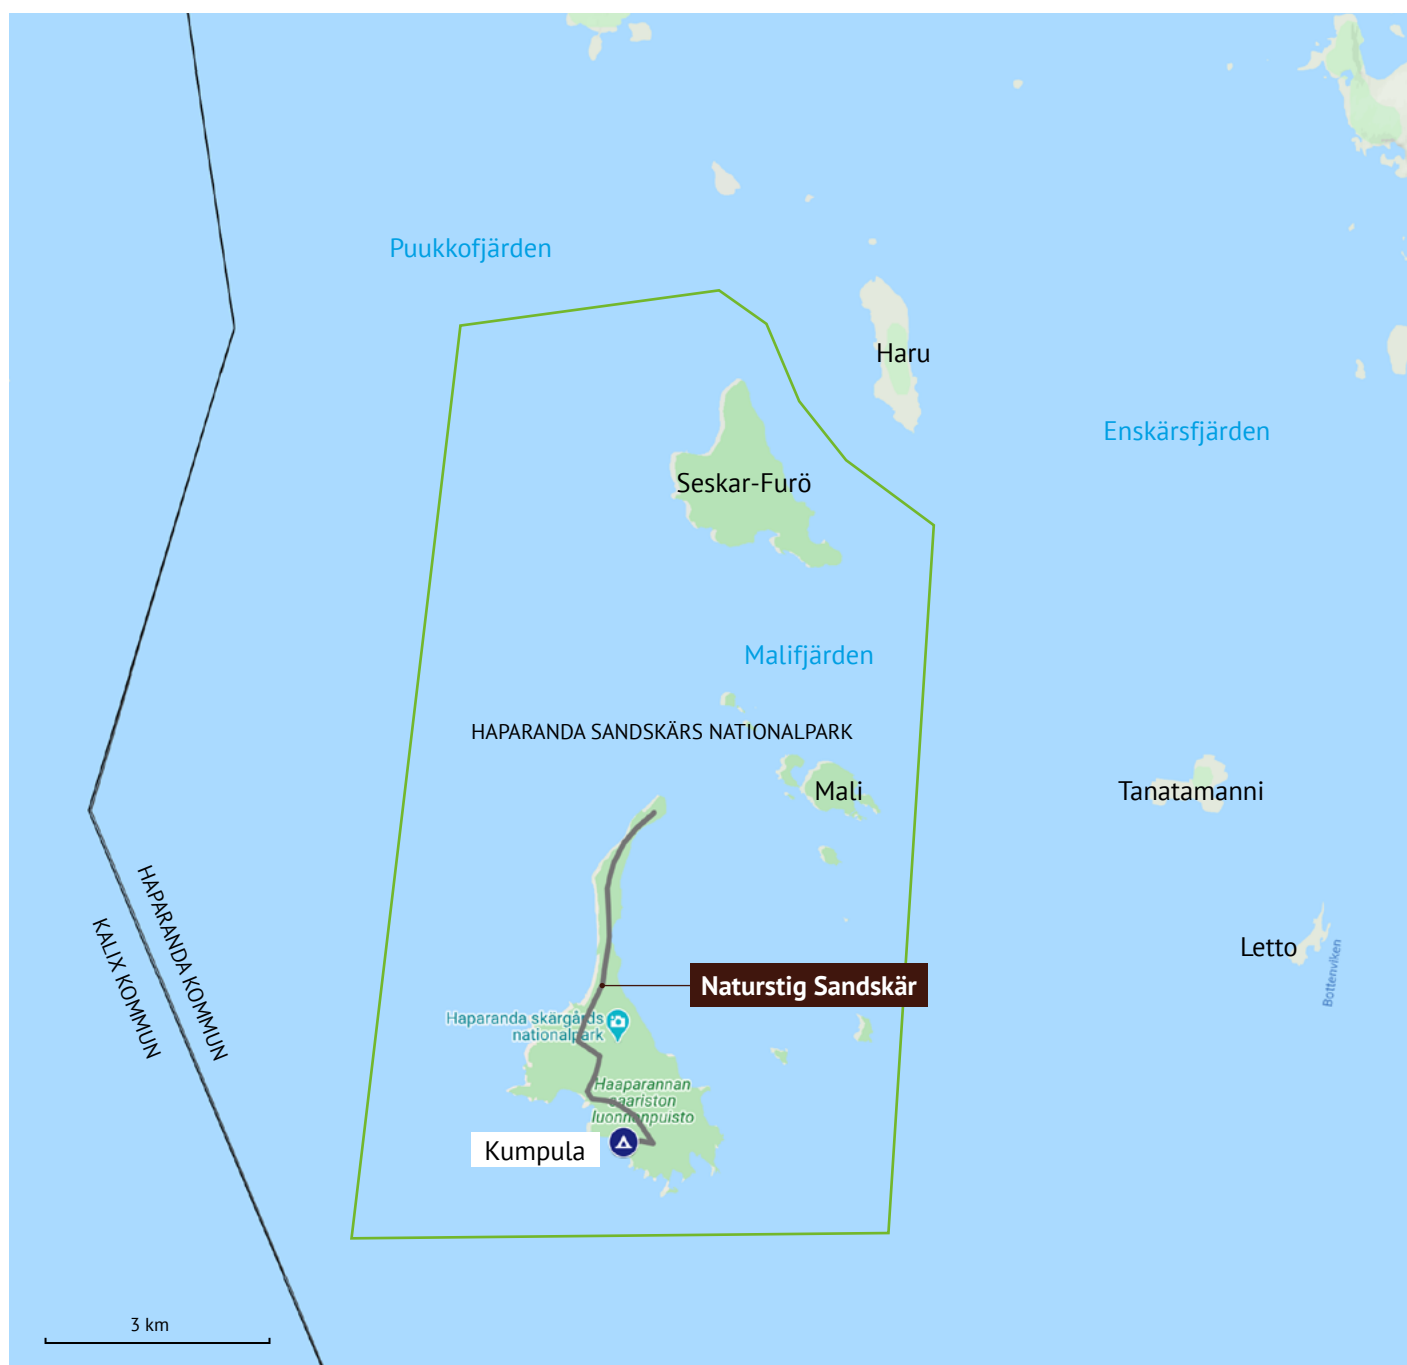 Puukkofjärden
Haru
Enskärsfjärden
Seskar-Furö
Malifjärden
HAPARANDA SANDSKÄRS NATIONALPARK
Mali
Tanatamanni
HAPARANDA KOMMUN
KALIX KOMMUN
Letto
Bottenviken
Naturstig Sandskär
Haparanda skärgårds
nationalpark
Haaparannan
saariston
luonnonpuisto
Kumpula
3 km